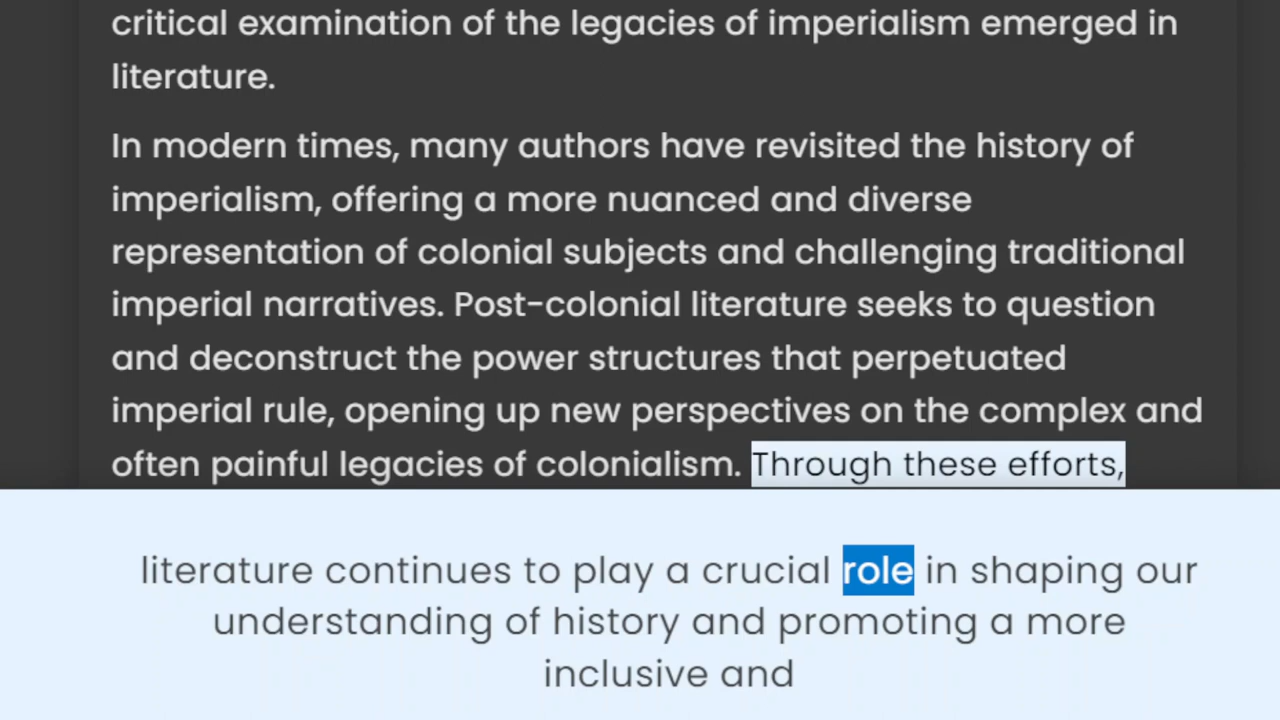 critical examination of the legacies of imperialism emerged in
literature.
In modern times, many authors have revisited the history of
imperialism, offering a more nuanced and diverse
representation of colonial subjects and challenging traditional
imperial narratives. Post-colonial literature seeks to question
and deconstruct the power structures that perpetuated
imperial rule, opening up new perspectives on the complex and
often painful legacies of colonialism. Through these efforts,
literature continues to play a crucial role in shaping our
understanding of history and promoting a more
inclusive and